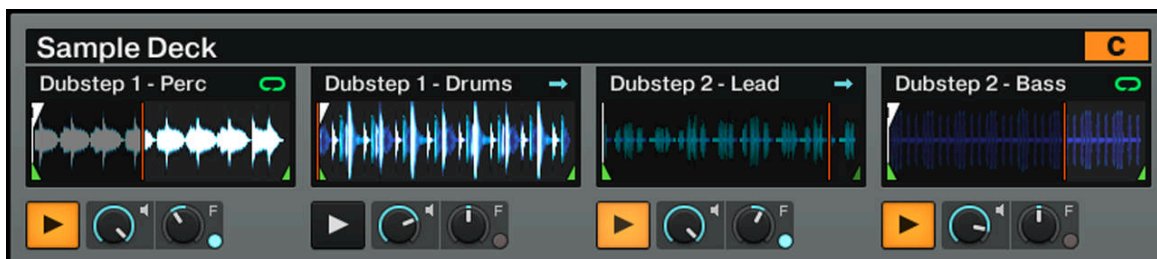 Sample Deck
C
Dubstep 1 - Perc
Dubstep 1 - Drums
Dubstep 2 - Lead
Dubstep 2 - Bass
F
F
F
F